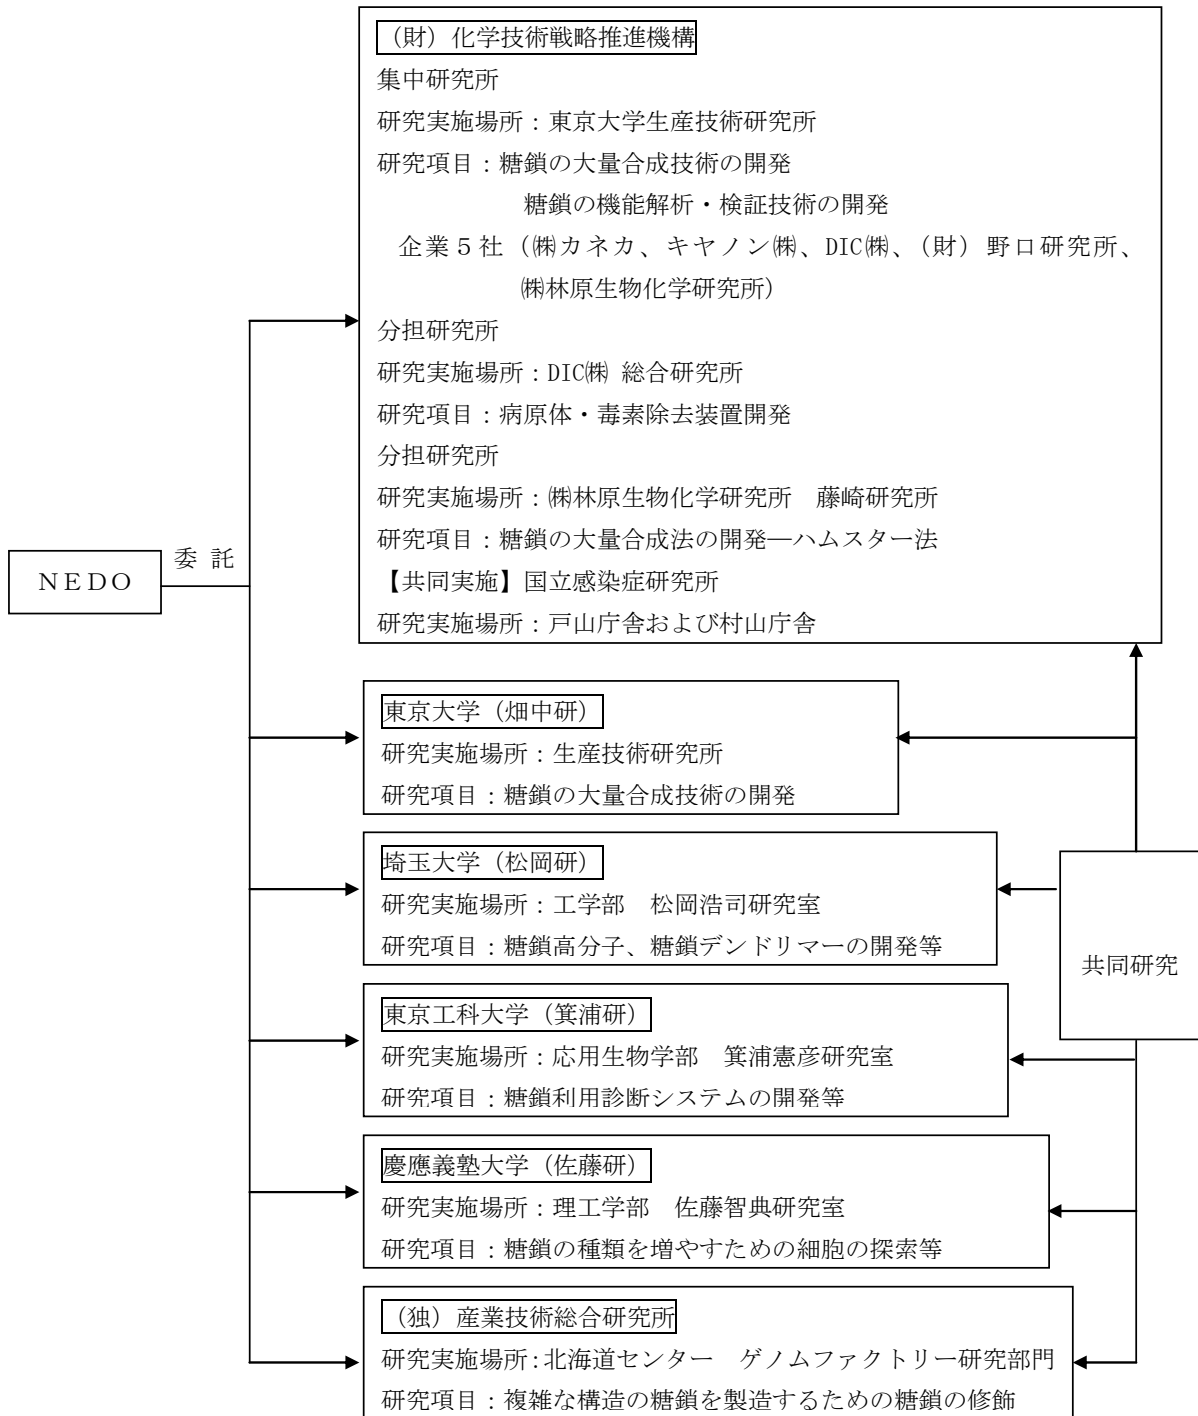 （財）化学技術戦略推進機構
集中研究所
研究実施場所：東京大学生産技術研究所
研究項目：糖鎖の大量合成技術の開発
糖鎖の機能解析・検証技術の開発
企業５社（㈱カネカ、キヤノン㈱、DIC㈱、（財）野口研究所、
㈱林原生物化学研究所）
分担研究所
研究実施場所：DIC㈱ 総合研究所
研究項目：病原体・毒素除去装置開発
分担研究所
研究実施場所：㈱林原生物化学研究所　藤崎研究所
研究項目：糖鎖の大量合成法の開発―ハムスター法
【共同実施】国立感染症研究所
研究実施場所：戸山庁舎および村山庁舎
委 託
ＮＥＤＯ
東京大学（畑中研）
研究実施場所：生産技術研究所
研究項目：糖鎖の大量合成技術の開発
埼玉大学（松岡研）
研究実施場所：工学部　松岡浩司研究室
研究項目：糖鎖高分子、糖鎖デンドリマーの開発等
共同研究
東京工科大学（箕浦研）
研究実施場所：応用生物学部　箕浦憲彦研究室
研究項目：糖鎖利用診断システムの開発等
慶應義塾大学（佐藤研）
研究実施場所：理工学部　佐藤智典研究室
研究項目：糖鎖の種類を増やすための細胞の探索等
（独）産業技術総合研究所
研究実施場所：北海道センター　ゲノムファクトリー研究部門
研究項目：複雑な構造の糖鎖を製造するための糖鎖の修飾